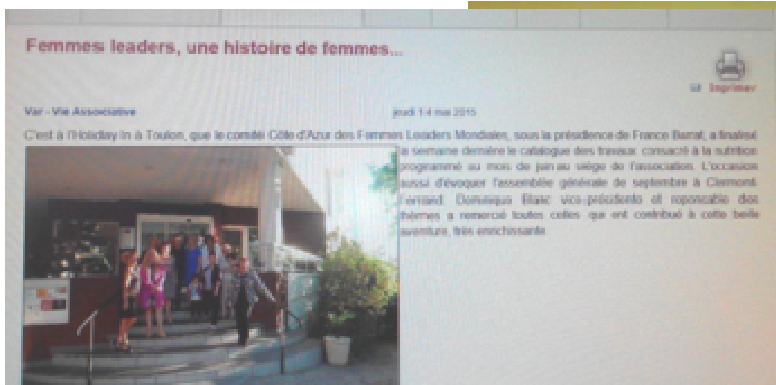 Femmes leaders, une histoire de femmes...
Imprimer
Var - Vie Associative
jeudi 14 mai 2015
C'est à l'Holidlay In à Toulon, que le comité Côte d'Azur des Femmes Leaders Mondiales, sous la présidence de France Barrat, a finalisé
la semaine dernière le catalogue des travaux consacré à la nutrition
programmé au mois de juin au siège de l'association. L'occasion
aussi d'évoquer l'assemblée générale de septembre à Clermont
Ferrand. Dominique Blanc vice-présidente et reponsable des
thèmes a remercié toutes celles qui ont contribué à cette belle
aventure, très enrichissante.